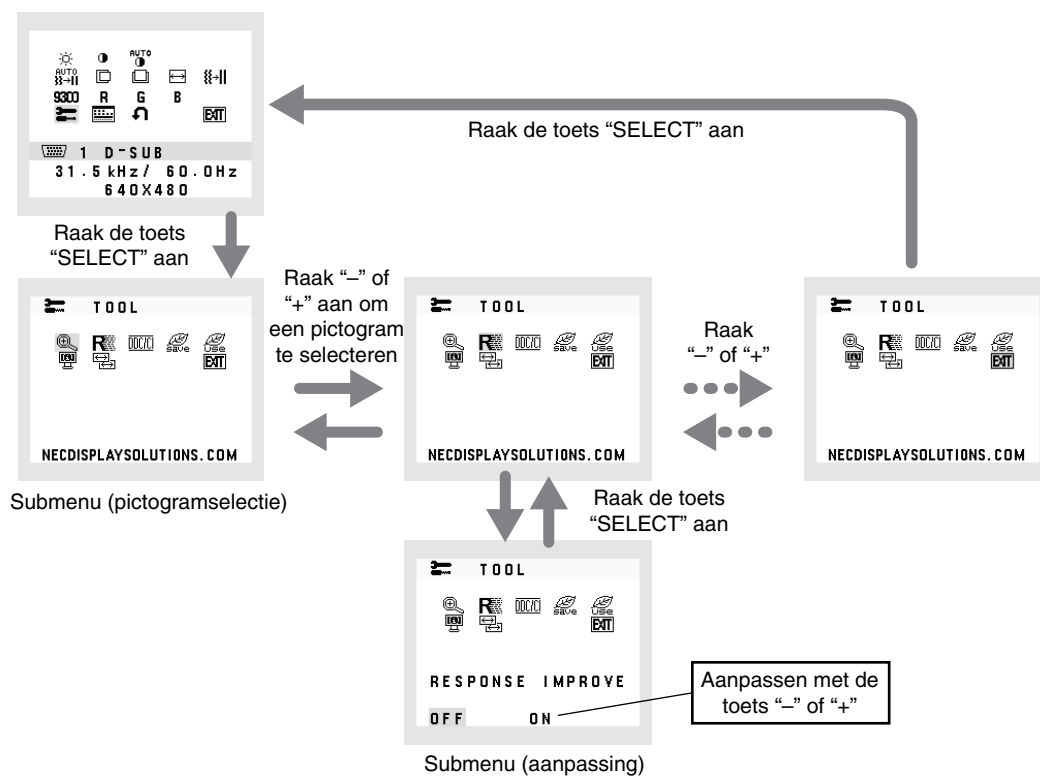 AUTO
AUTO
9300 R G B
EXIT
1 D-SUB
31.5 kHz/ 60.0Hz
640X480
Raak de toets “SELECT” aan
Raak de toets
“SELECT” aan
TOOL
R DDC/CI save use
EXIT
NECDISPLAYSOLUTIONS.COM
Submenu (pictogramselectie)
Raak “–” of
“+” aan om
een pictogram
te selecteren
TOOL
R DDC/CI save use
EXIT
NECDISPLAYSOLUTIONS.COM
Raak
“–” of “+”
TOOL
R DDC/CI save use
EXIT
NECDISPLAYSOLUTIONS.COM
Raak de toets
“SELECT” aan
TOOL
R DDC/CI save use
EXIT
RESPONSE IMPROVE
OFF ON
Aanpassen met de
toets “–” of “+”
Submenu (aanpassing)